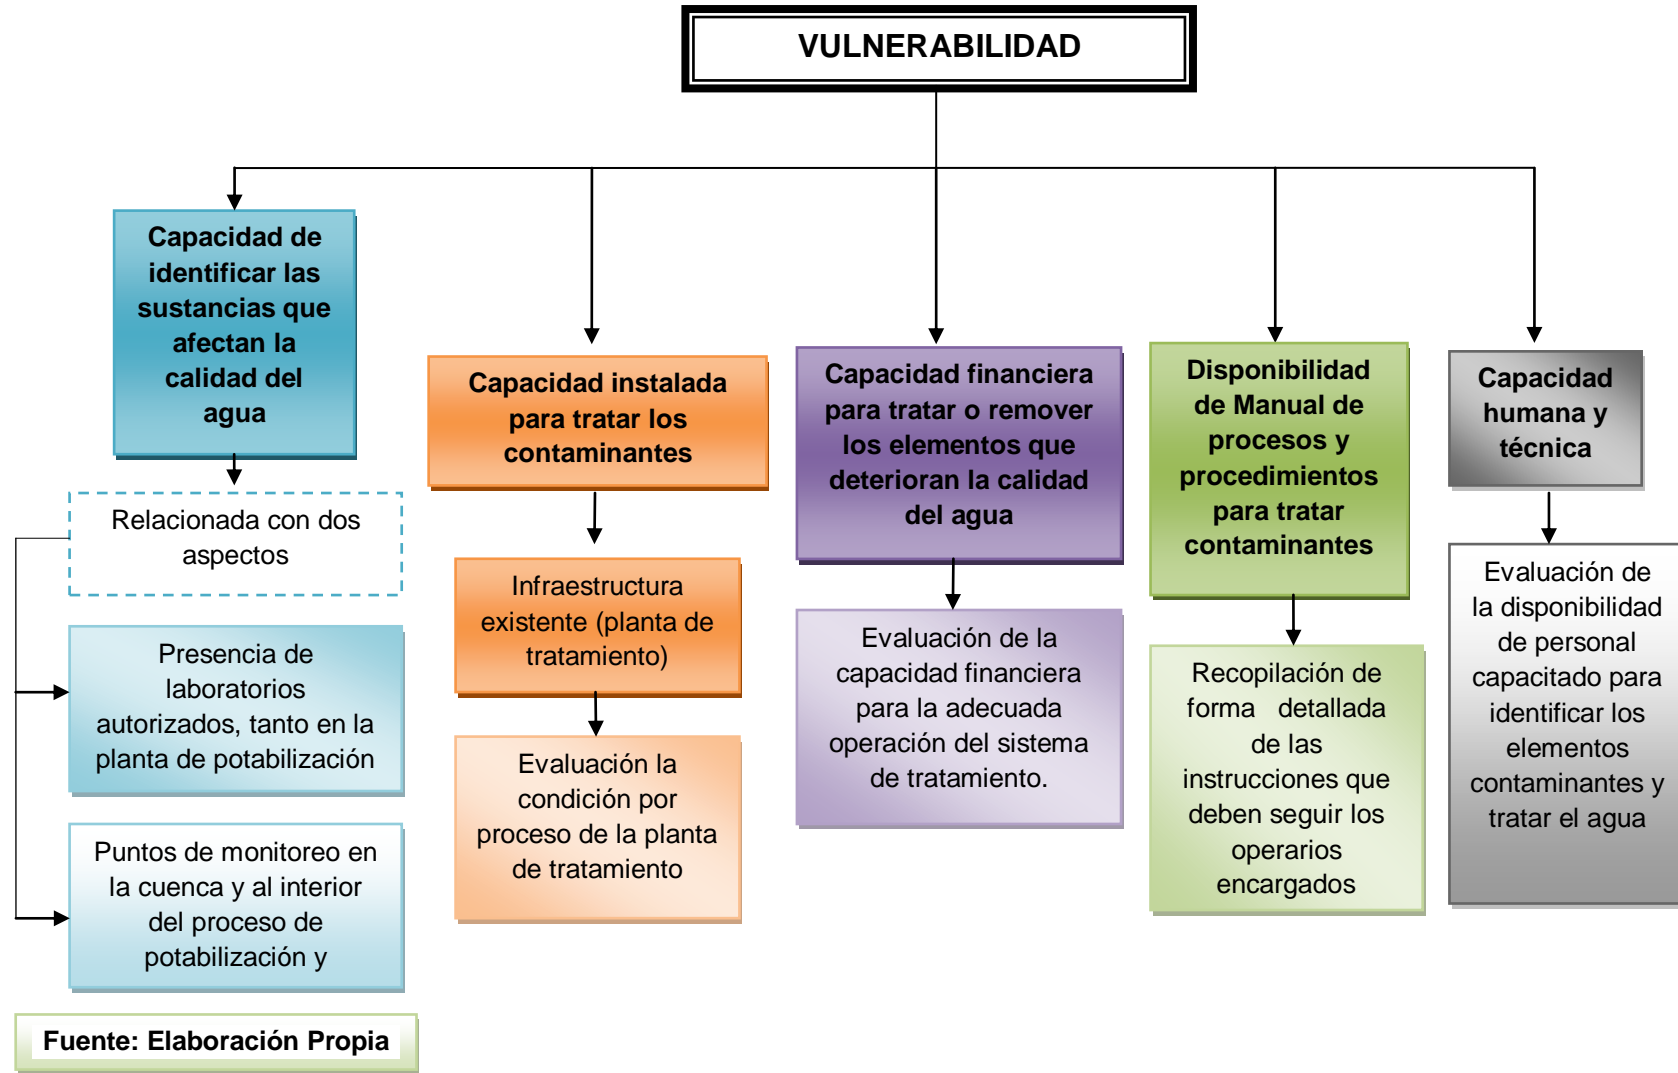 VULNERABILIDAD
Capacidad de
identificar las
sustancias que
afectan la
calidad del
agua
Relacionada con dos
aspectos
Presencia de
laboratorios
autorizados, tanto en la
planta de potabilización
Puntos de monitoreo en
la cuenca y al interior
del proceso de
potabilización y
Capacidad instalada
para tratar los
contaminantes
Infraestructura
existente (planta de
tratamiento)
Evaluación la
condición por
proceso de la planta
de tratamiento
Capacidad financiera
para tratar o remover
los elementos que
deterioran la calidad
del agua
Evaluación de la
capacidad financiera
para la adecuada
operación del sistema
de tratamiento.
Disponibilidad
de Manual de
procesos y
procedimientos
para tratar
contaminantes
Recopilación de
forma detallada
de las
instrucciones que
deben seguir los
operarios
encargados
Capacidad
humana y
técnica
Evaluación de
la disponibilidad
de personal
capacitado para
identificar los
elementos
contaminantes y
tratar el agua
Fuente: Elaboración Propia